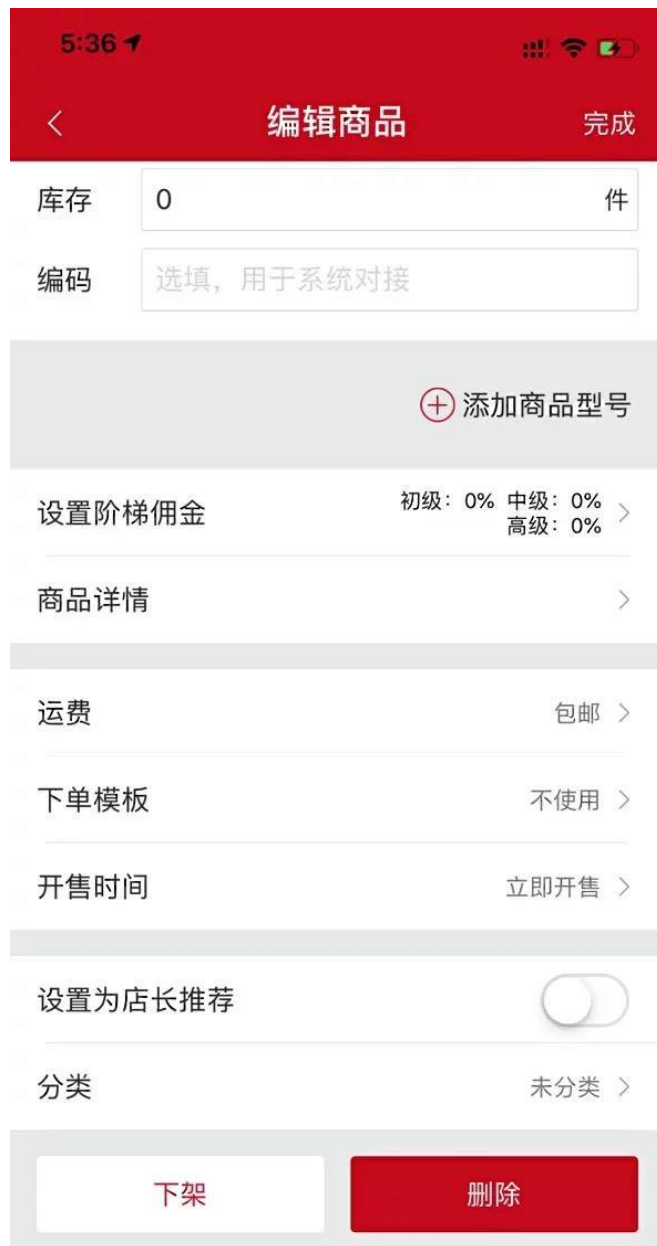 5:36
编辑商品
完成
库存 0 件
编码 选填，用于系统对接
添加商品型号
设置阶梯佣金 初级：0% 中级：0%
高级：0%
商品详情
运费 包邮
下单模板 不使用
开售时间 立即开售
设置为店长推荐
分类 未分类
下架 删除